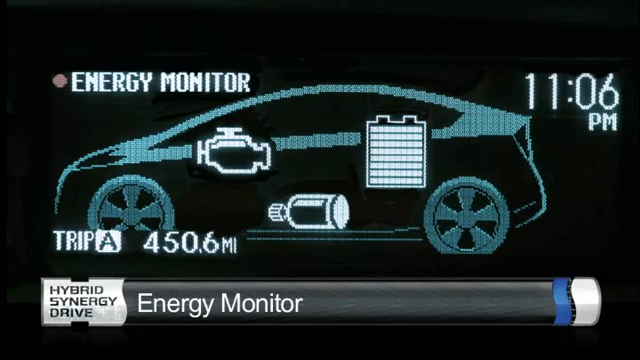 ENERGY MONITOR
11:06
PM
TRIP A 450.6 MI
HYBRID
SYNERGY
DRIVE
Energy Monitor